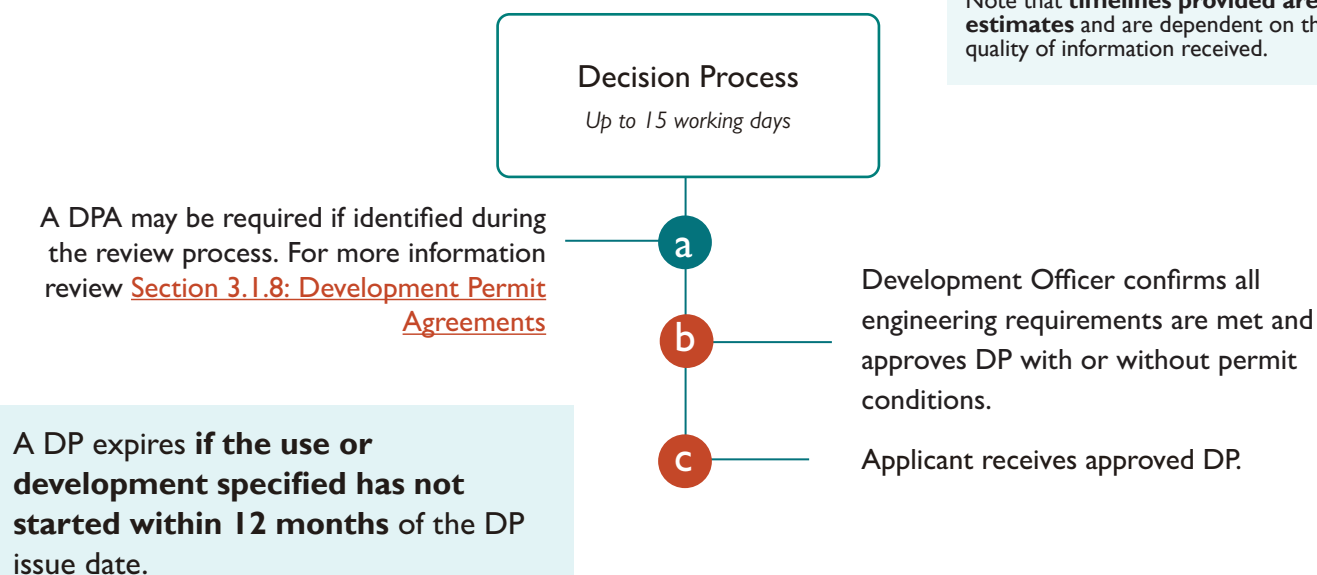 Note that timelines provided are
estimates and are dependent on
quality of information received.
Decision Process
Up to 15 working days
A DPA may be required if identified during
the review process. For more information
review Section 3.1.8: Development Permit
Agreements
a
b
Development Officer confirms all
engineering requirements are met and
approves DP with or without permit
conditions.
c
Applicant receives approved DP.
A DP expires if the use or
development specified has not
started within 12 months of the DP
issue date.